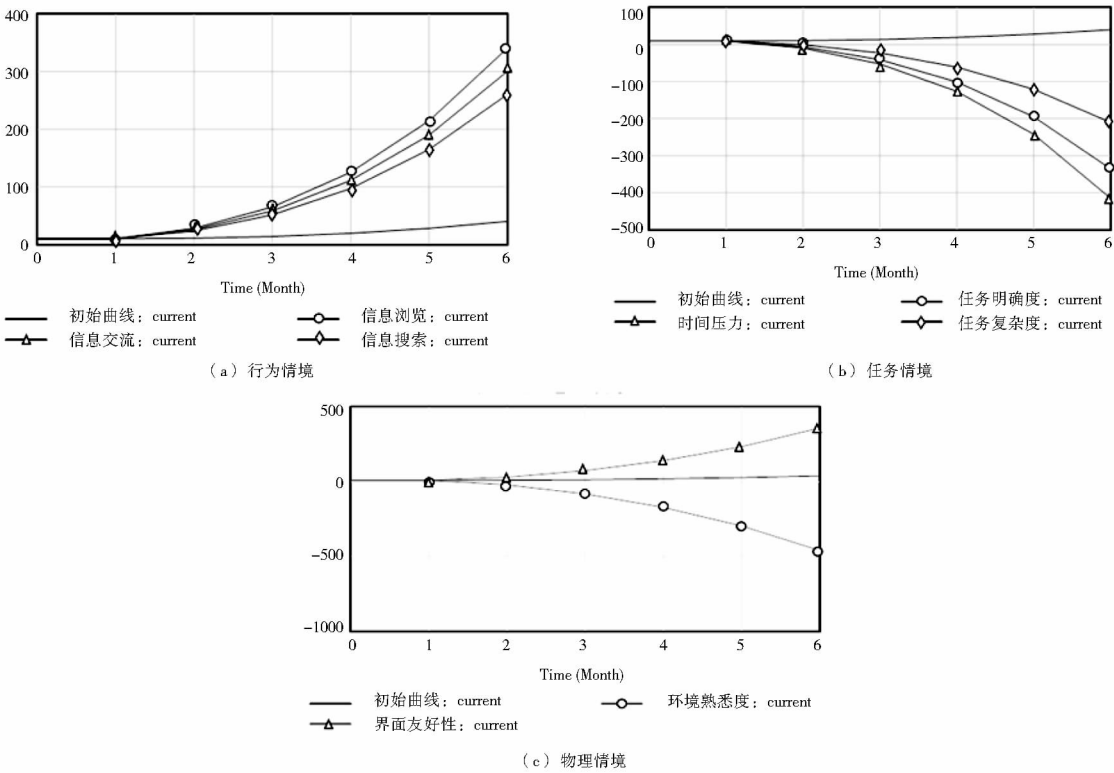 400
300
200
100
0
0 1 2 3 4 5 6
Time (Month)
初始曲线：current
信息浏览：current
信息交流：current
信息搜索：current
（a）行为情境
100
0
-100
-200
-300
-400
-500
0 1 2 3 4 5 6
Time (Month)
初始曲线：current
任务明确度：current
时间压力：current
任务复杂度：current
（b）任务情境
500
0
-500
-1000
0 1 2 3 4 5 6
Time (Month)
初始曲线：current
环境熟悉度：current
界面友好性：current
（c）物理情境